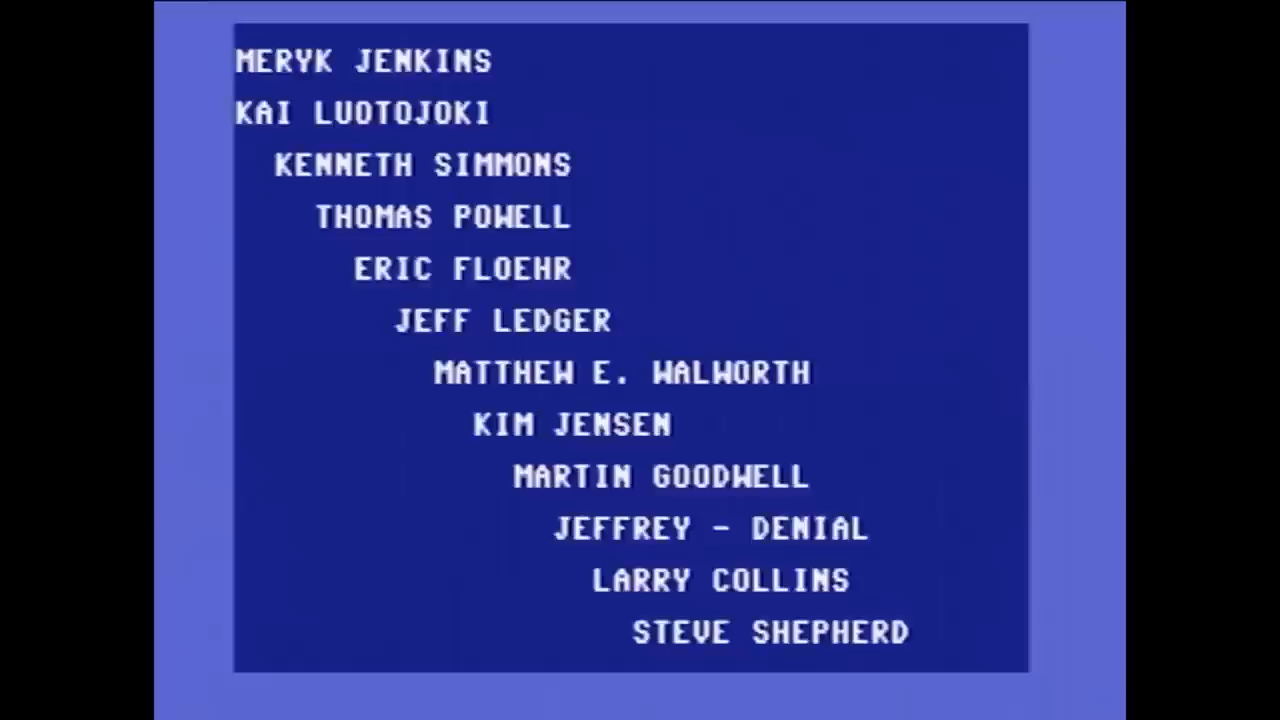 MERYK JENKINS
KAI LUOTOJOKI
KENNETH SIMMONS
THOMAS POWELL
ERIC FLOEHR
JEFF LEDGER
MATTHEW E. WALWORTH
KIM JENSEN
MARTIN GOODWELL
JEFFREY - DENIAL
LARRY COLLINS
STEVE SHEPHERD